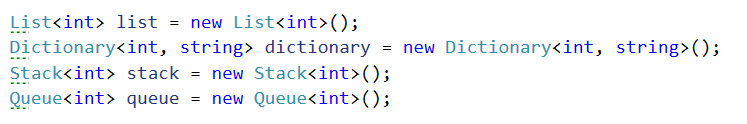 List<int> list = new List<int>();
Dictionary<int, string> dictionary = new Dictionary<int, string>();
Stack<int> stack = new Stack<int>();
Queue<int> queue = new Queue<int>();